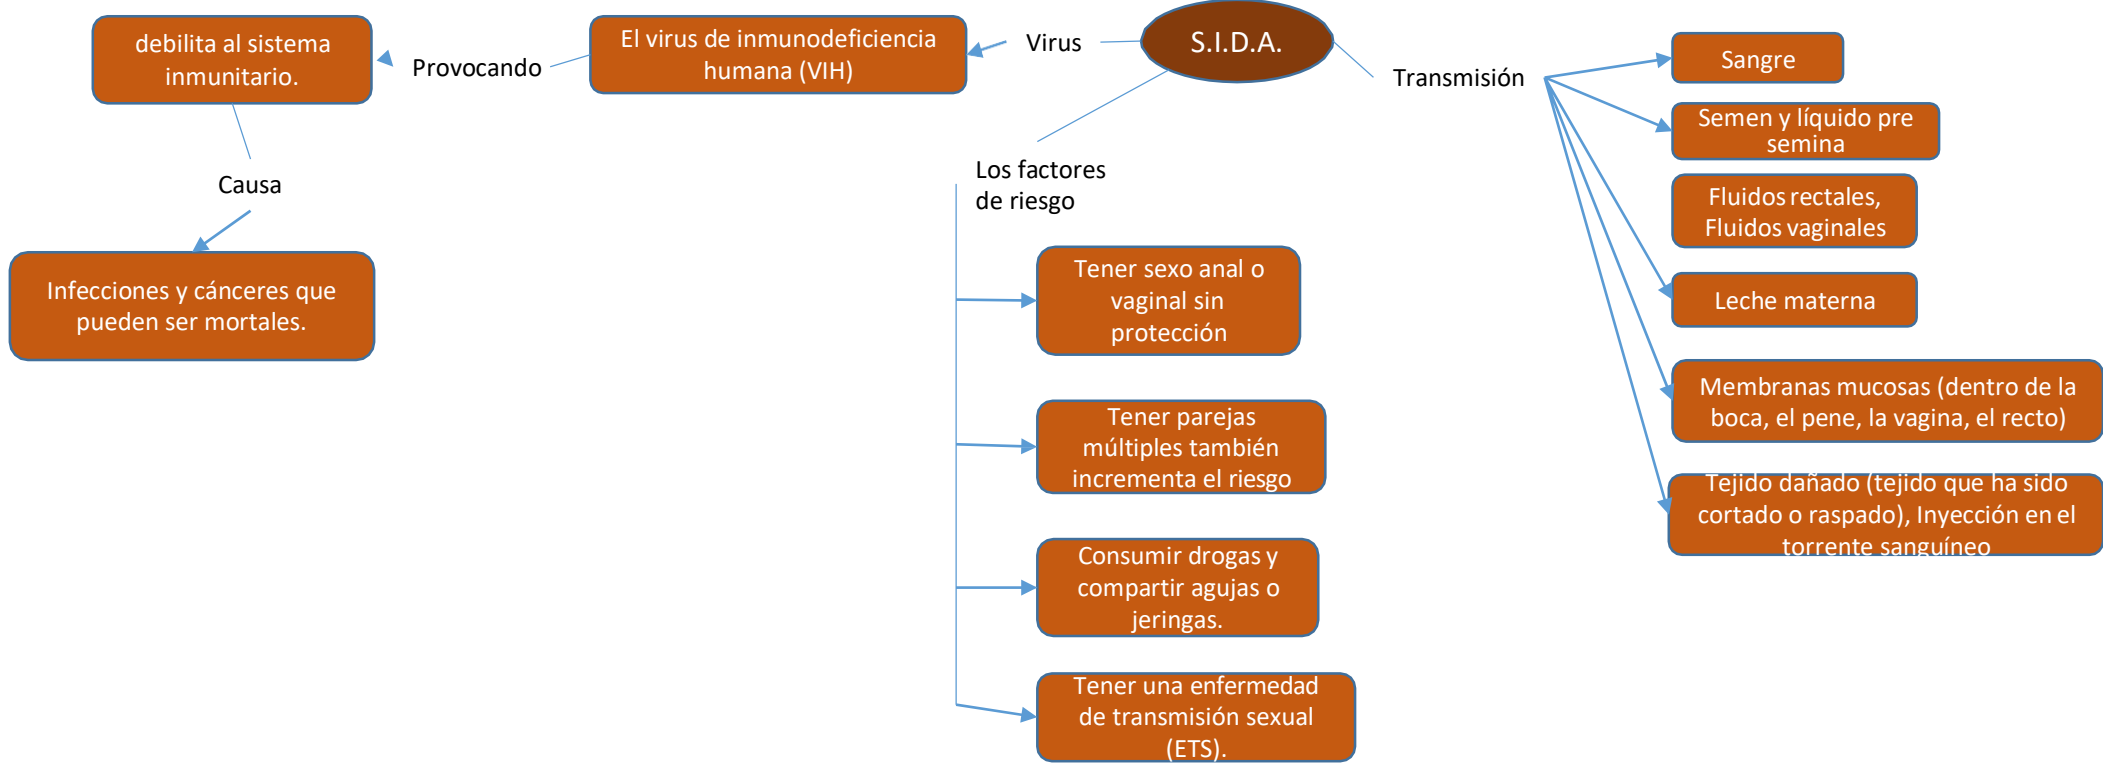 S.I.D.A.
Virus
El virus de inmunodeficiencia
humana (VIH)
Provocando
debilita al sistema
inmunitario.
Causa
Infecciones y cánceres que
pueden ser mortales.
Los factores
de riesgo
Tener sexo anal o
vaginal sin
protección
Tener parejas
múltiples también
incrementa el riesgo
Consumir drogas y
compartir agujas o
jeringas.
Tener una enfermedad
de transmisión sexual
(ETS).
Transmisión
Sangre
Semen y líquido pre
semina
Fluidos rectales,
Fluidos vaginales
Leche materna
Membranas mucosas (dentro de la
boca, el pene, la vagina, el recto)
Tejido dañado (tejido que ha sido
cortado o raspado), Inyección en el
torrente sanguíneo